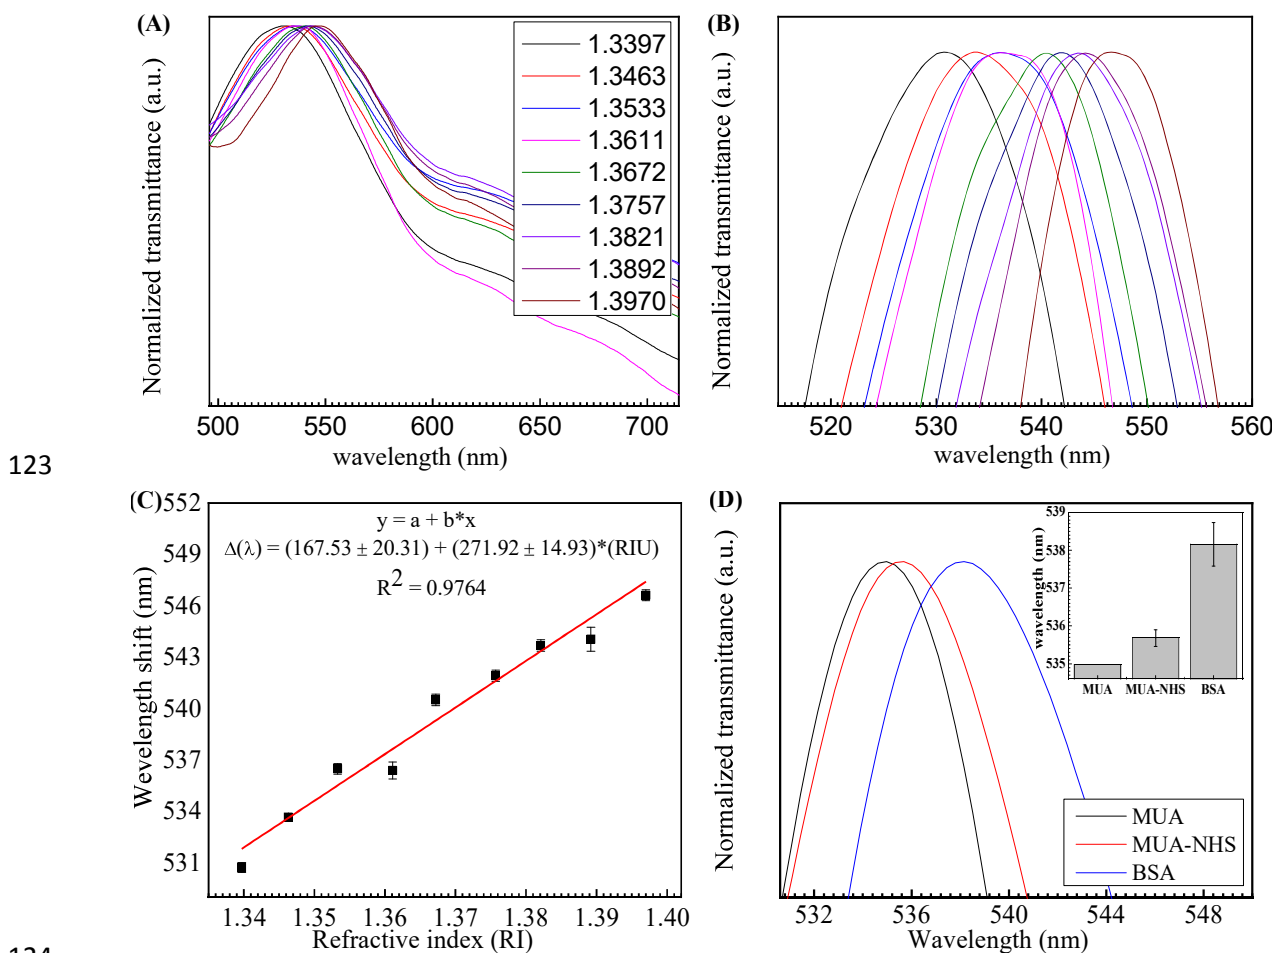 (A)
Normalized transmittance (a.u.)
1.3397
1.3463
1.3533
1.3611
1.3672
1.3757
1.3821
1.3892
1.3970
500 550 600 650 700
wavelength (nm)
(B)
Normalized transmittance (a.u.)
520 530 540 550 560
wavelength (nm)
123
(C)
Wevelength shift (nm)
552
549
546
543
540
537
534
531
y = a + b*x
Δ(λ) = (167.53 ± 20.31) + (271.92 ± 14.93)*(RIU)
R2 = 0.9764
1.34 1.35 1.36 1.37 1.38 1.39 1.40
Refractive index (RI)
(D)
Normalized transmittance (a.u.)
wavelength (nm)
539
538
537
536
535
MUA MUA-NHS BSA
MUA
MUA-NHS
BSA
532 536 540 544 548
Wavelength (nm)